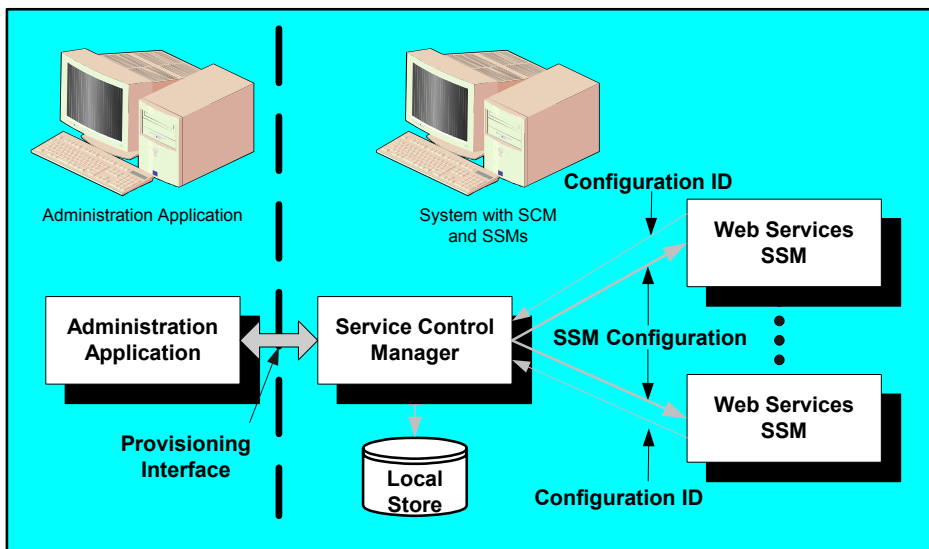 Administration Application
System with SCM
and SSMs
Configuration ID
Web Services
SSM
Administration
Application
Service Control
Manager
SSM Configuration
Web Services
SSM
Provisioning
Interface
Local
Store
Configuration ID